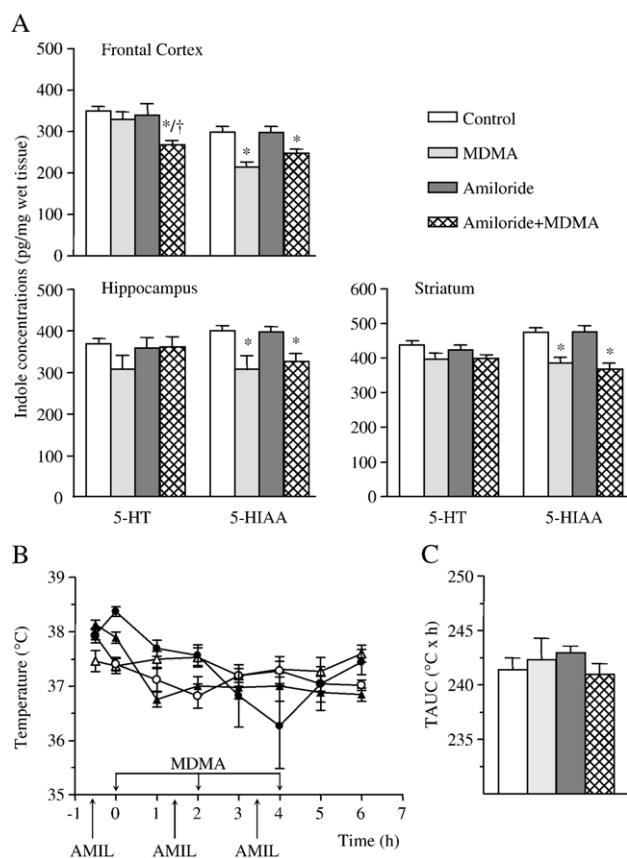 A
Frontal Cortex
500
400
300
200
100
0
*/†
*
*
Control
MDMA
Amiloride
Amiloride+MDMA
Indole concentrations (pg/mg wet tissue)
Hippocampus
500
400
300
200
100
0
*
*
5-HT
5-HIAA
Striatum
600
500
400
300
200
100
0
*
*
5-HT
5-HIAA
B
Temperature (°C)
39
38
37
36
35
MDMA
-1 0 1 2 3 4 5 6 7
Time (h)
AMIL AMIL AMIL
C
TAUC (°C x h)
250
245
240
235